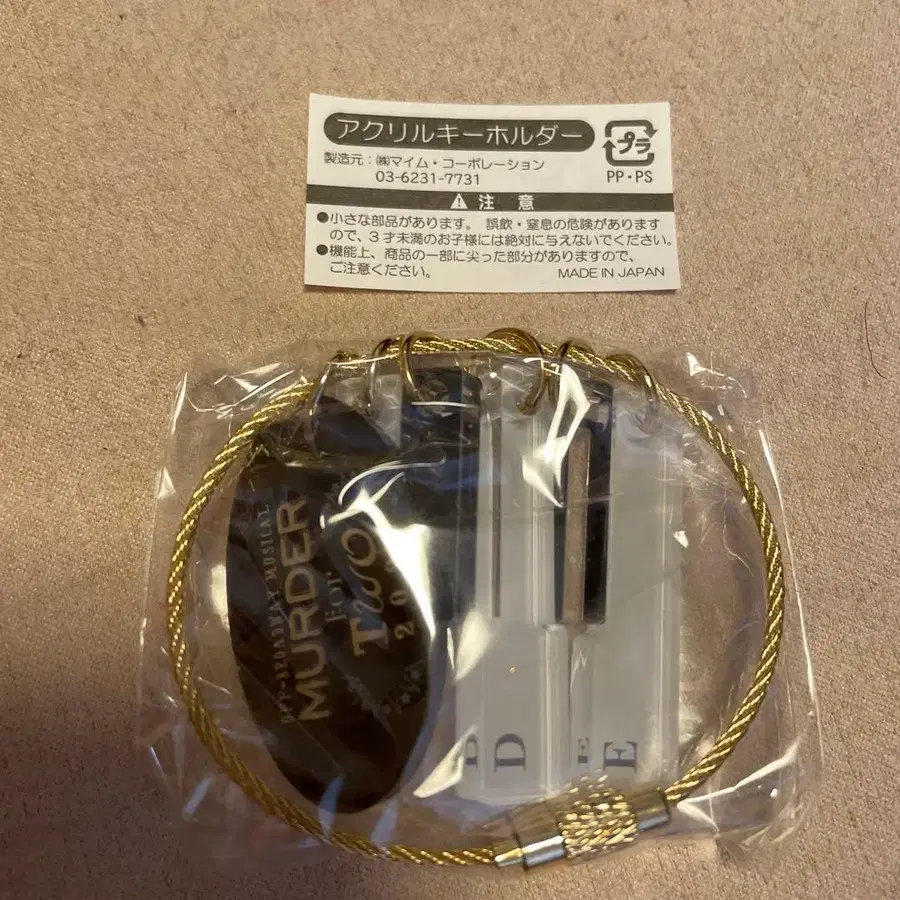 アクリルキーホルダー
プラ
PP・PS
製造元：㈱マイム・コーポレーション
03-6231-7731
注 意
●小さな部品があります。 誤飲・窒息の危険があります
ので、3才未満のお子様には絶対に与えないでください。
●機能上、商品の一部に尖った部分がありますので、
ご注意ください。
MADE IN JAPAN
OFF-BROADWAY MUSICAL
MURDER
FOR
Two
D
E
E